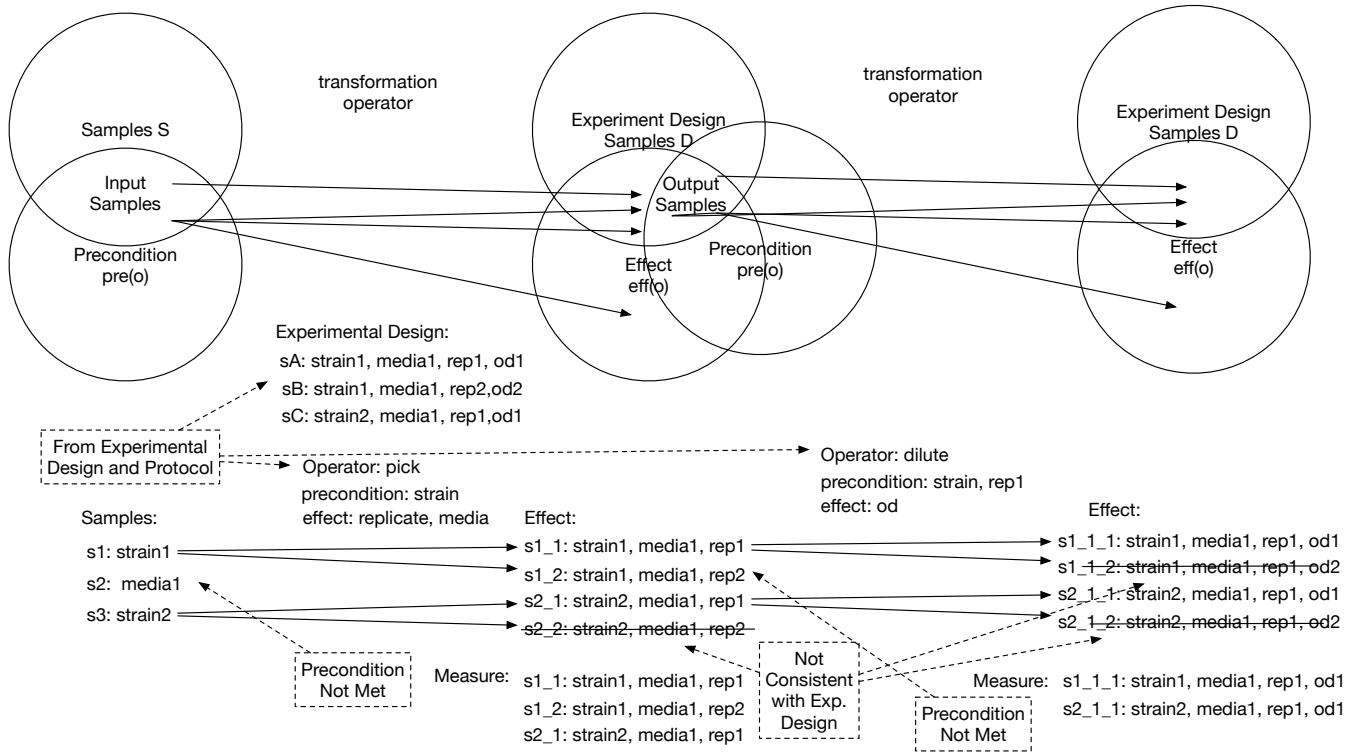 transformation
operator
transformation
operator
Samples S
Input
Samples
Precondition
pre(o)
Experiment Design
Samples D
Output
Samples
Effect
eff(o)
Precondition
pre(o)
Experiment Design
Samples D
Effect
eff(o)
Experimental Design:
sA: strain1, media1, rep1, od1
sB: strain1, media1, rep2,od2
sC: strain2, media1, rep1,od1
From Experimental
Design and Protocol
Operator: pick
precondition: strain
effect: replicate, media
Operator: dilute
precondition: strain, rep1
effect: od
Samples:
s1: strain1
s2: media1
s3: strain2
Precondition
Not Met
Effect:
s1_1: strain1, media1, rep1
s1_2: strain1, media1, rep2
s2_1: strain2, media1, rep1
s2_2: strain2, media1, rep2
Measure:
s1_1: strain1, media1, rep1
s1_2: strain1, media1, rep2
s2_1: strain2, media1, rep1
Not
Consistent
with Exp.
Design
Precondition
Not Met
Effect:
s1_1_1: strain1, media1, rep1, od1
s1_1_2: strain1, media1, rep1, od2
s2_1_1: strain2, media1, rep1, od1
s2_1_2: strain2, media1, rep1, od2
Measure:
s1_1_1: strain1, media1, rep1, od1
s2_1_1: strain2, media1, rep1, od1